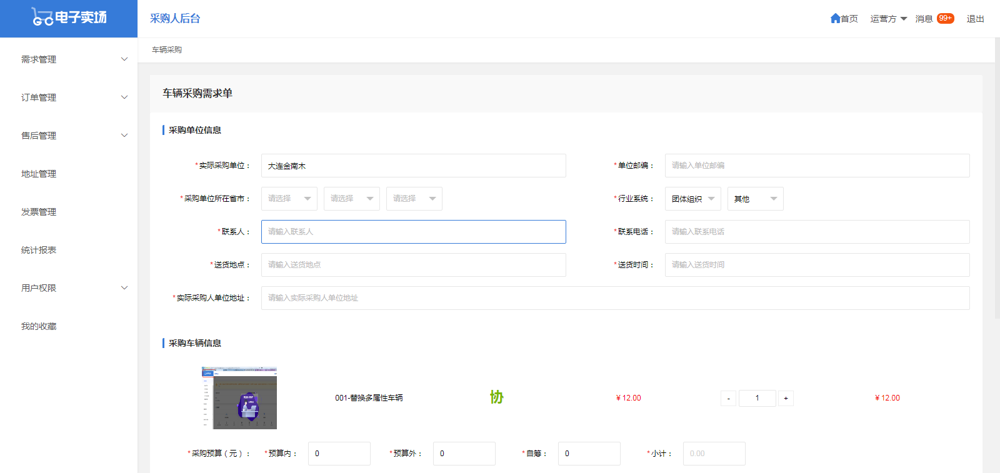 GO电子卖场
采购人后台
首页 运营方 消息 99+ 退出
车辆采购
需求管理
订单管理
售后管理
地址管理
发票管理
统计报表
用户权限
我的收藏
车辆采购需求单
采购单位信息
*实际采购单位： 大连金南木 *单位邮编： 请输入单位邮编
*采购单位所在省市： 请选择 请选择 请选择 *行业系统： 团体组织 其他
*联系人： 请输入联系人 *联系电话： 请输入联系电话
*送货地点： 请输入送货地点 *送货时间： 请输入送货时间
*实际采购人单位地址： 请输入实际采购人单位地址
采购车辆信息
001-替换多属性车辆 协 ¥ 12.00 - 1 + ¥ 12.00
*采购预算（元）： *预算内： 0 *预算外： 0 *自筹： 0 *小计： 0.00